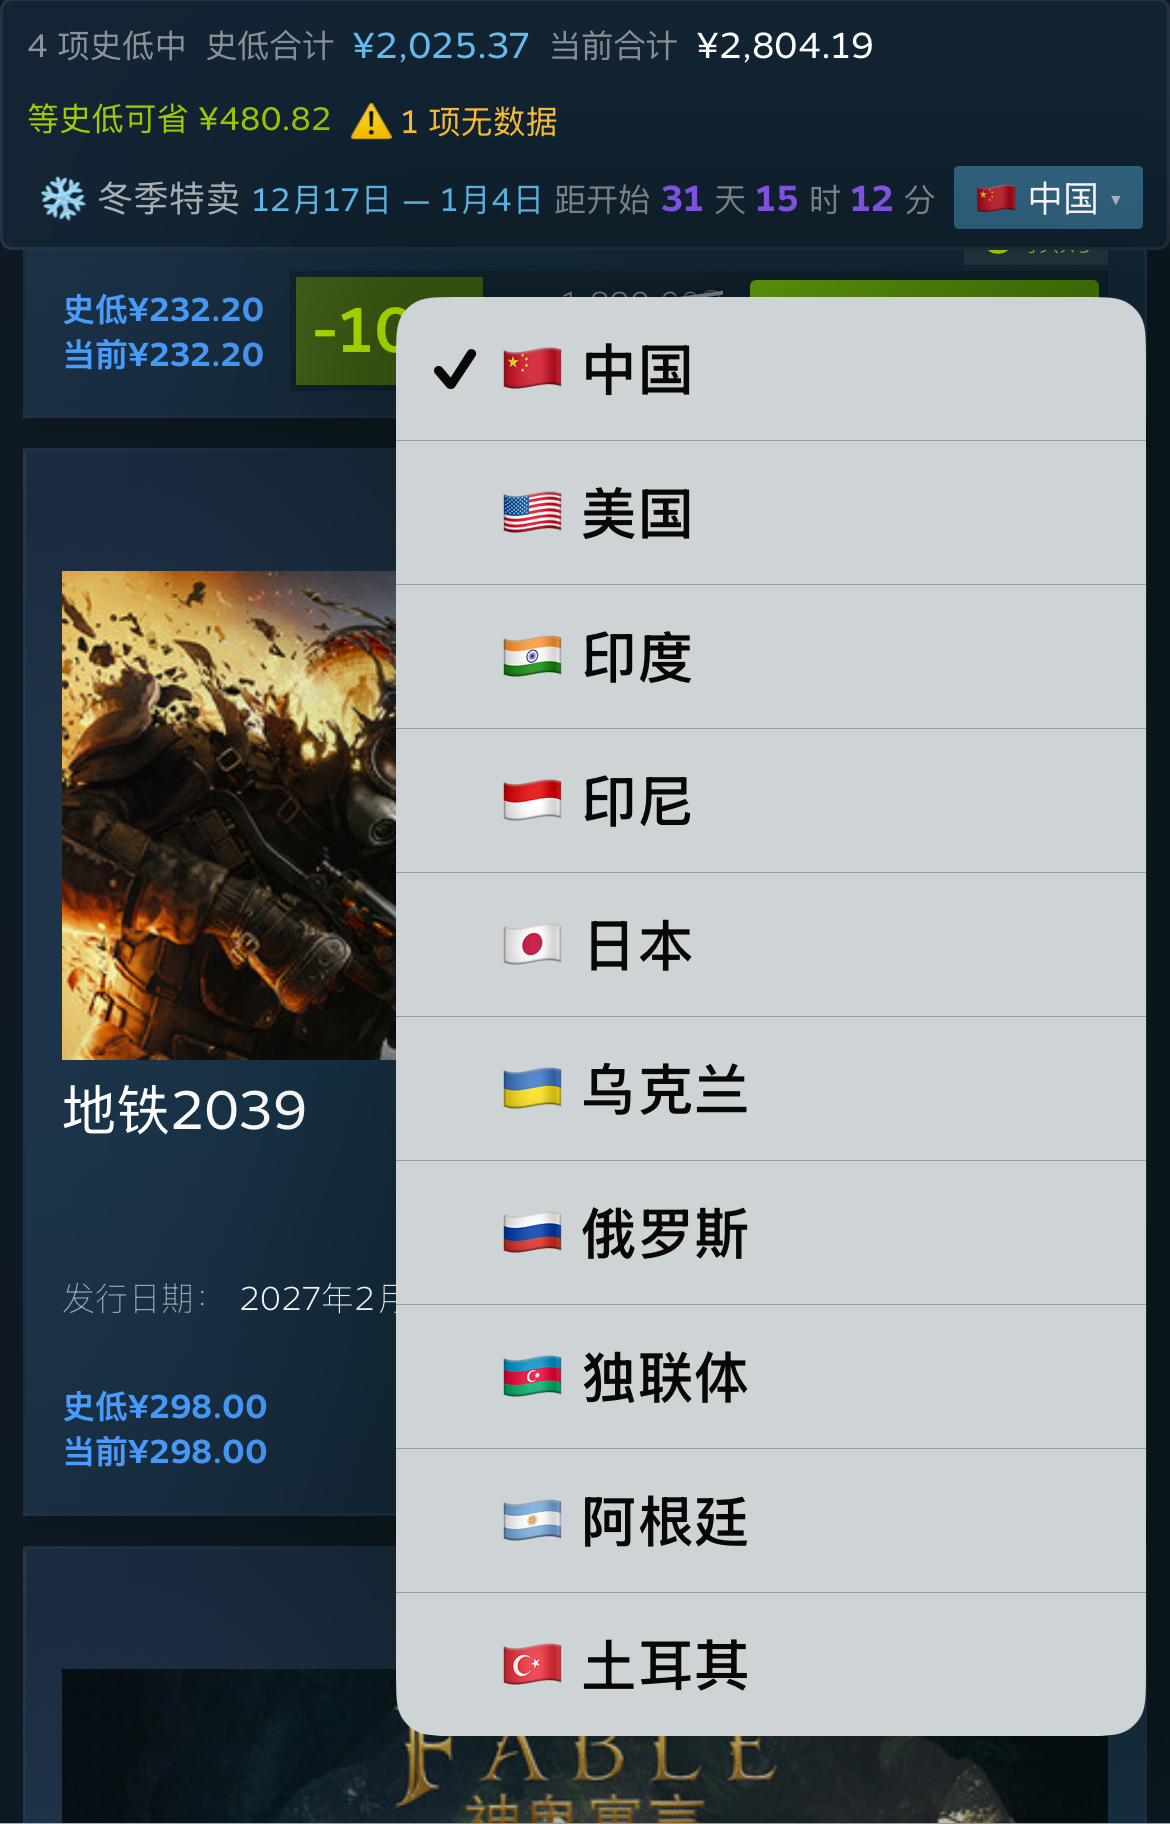 4 项史低中 史低合计 ¥2,025.37 当前合计 ¥2,804.19
等史低可省 ¥480.82 1 项无数据
冬季特卖 12月17日 — 1月4日 距开始 31 天 15 时 12 分 中国
史低¥232.20
当前¥232.20
-10
中国
美国
印度
印尼
日本
乌克兰
俄罗斯
独联体
阿根廷
土耳其
地铁2039
发行日期： 2027年2月
史低¥298.00
当前¥298.00
FABLE
神鬼寓言